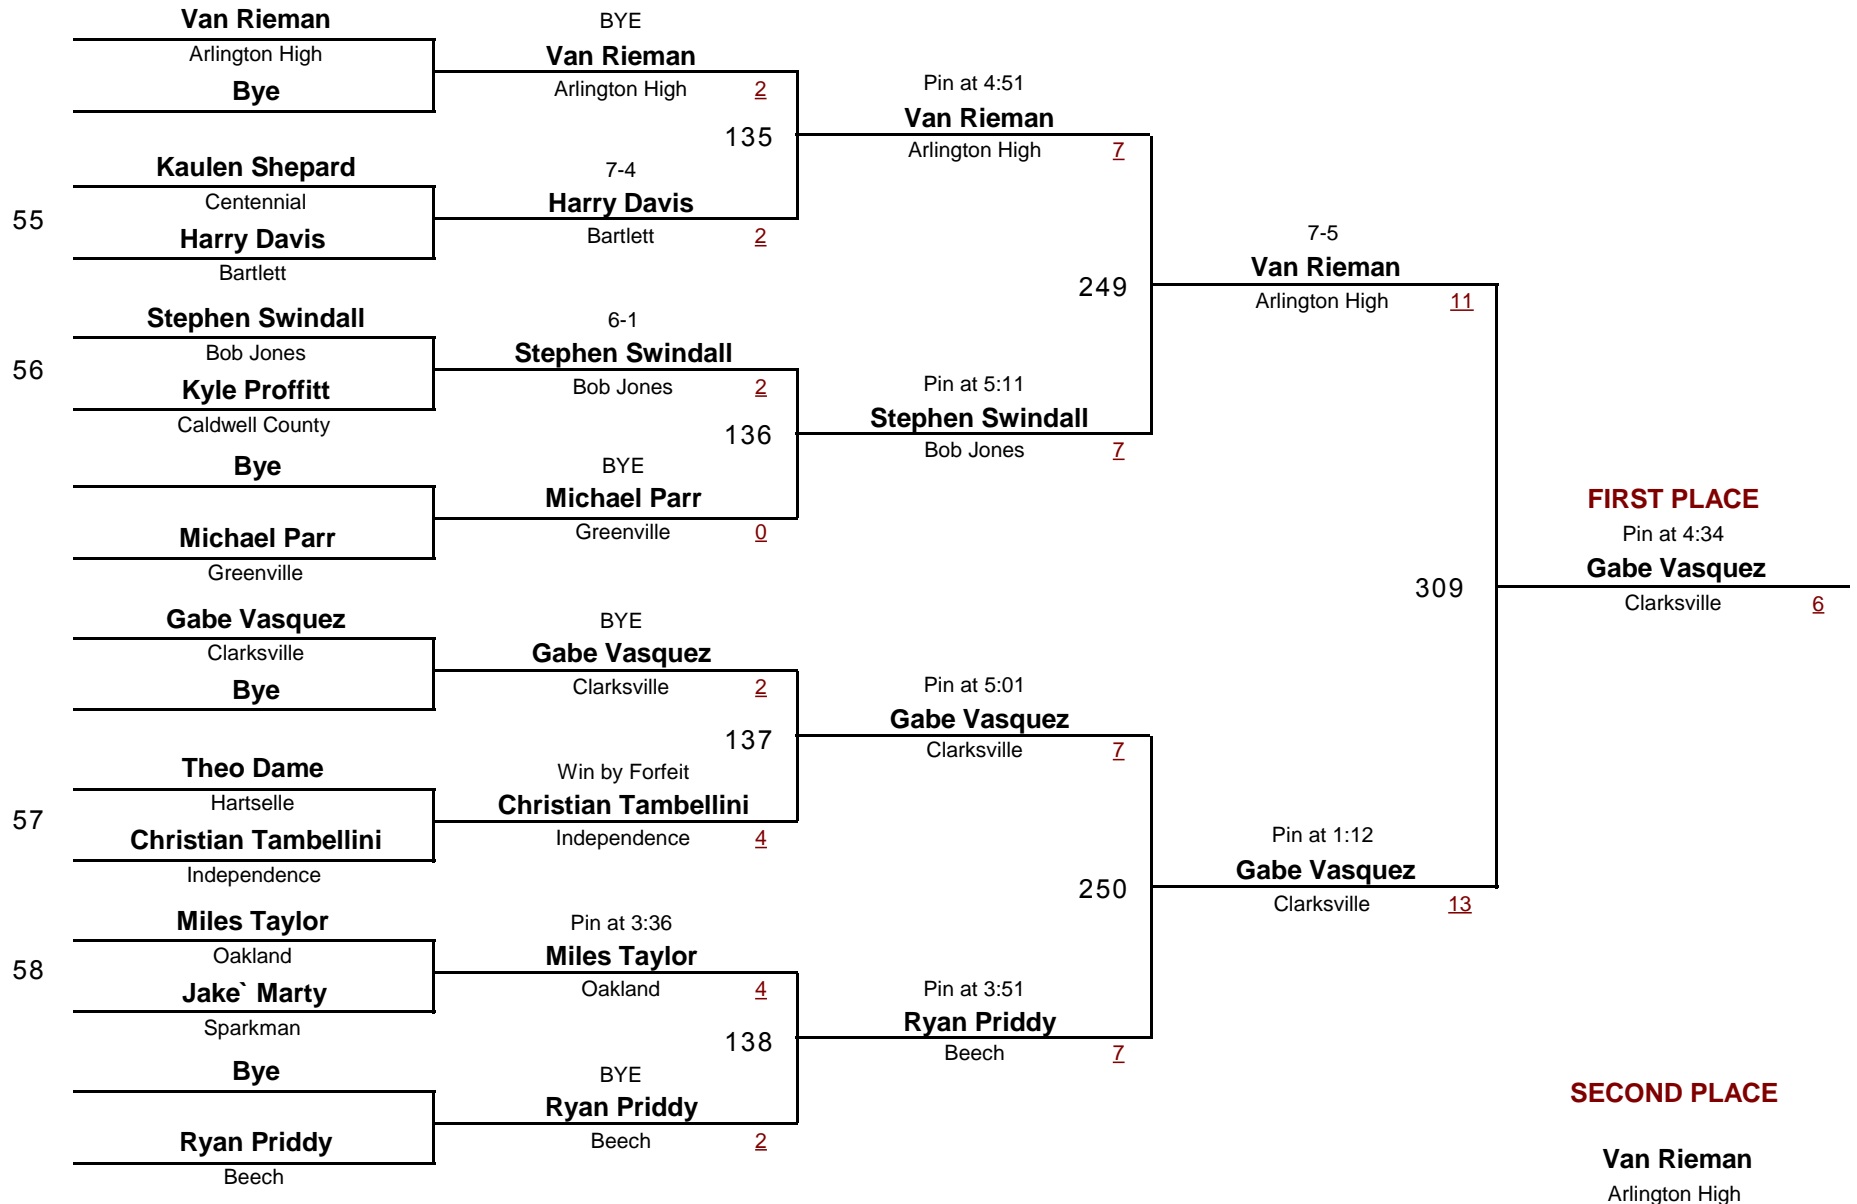 Van Rieman
Arlington High
Bye
55
Kaulen Shepard
Centennial
Harry Davis
Bartlett
56
Stephen Swindall
Bob Jones
Kyle Proffitt
Caldwell County
Bye
Michael Parr
Greenville
Gabe Vasquez
Clarksville
Bye
57
Theo Dame
Hartselle
Christian Tambellini
Independence
58
Miles Taylor
Oakland
Jake` Marty
Sparkman
Bye
Ryan Priddy
Beech
BYE
Van Rieman
Arlington High 2
135
7-4
Harry Davis
Bartlett 2
6-1
Stephen Swindall
Bob Jones 2
136
BYE
Michael Parr
Greenville 0
BYE
Gabe Vasquez
Clarksville 2
137
Win by Forfeit
Christian Tambellini
Independence 4
Pin at 3:36
Miles Taylor
Oakland 4
138
BYE
Ryan Priddy
Beech 2
Pin at 4:51
Van Rieman
Arlington High 7
249
Pin at 5:11
Stephen Swindall
Bob Jones 7
Pin at 5:01
Gabe Vasquez
Clarksville 7
250
Pin at 3:51
Ryan Priddy
Beech 7
7-5
Van Rieman
Arlington High 11
309
Pin at 1:12
Gabe Vasquez
Clarksville 13
FIRST PLACE
Pin at 4:34
Gabe Vasquez
Clarksville 6
SECOND PLACE
Van Rieman
Arlington High